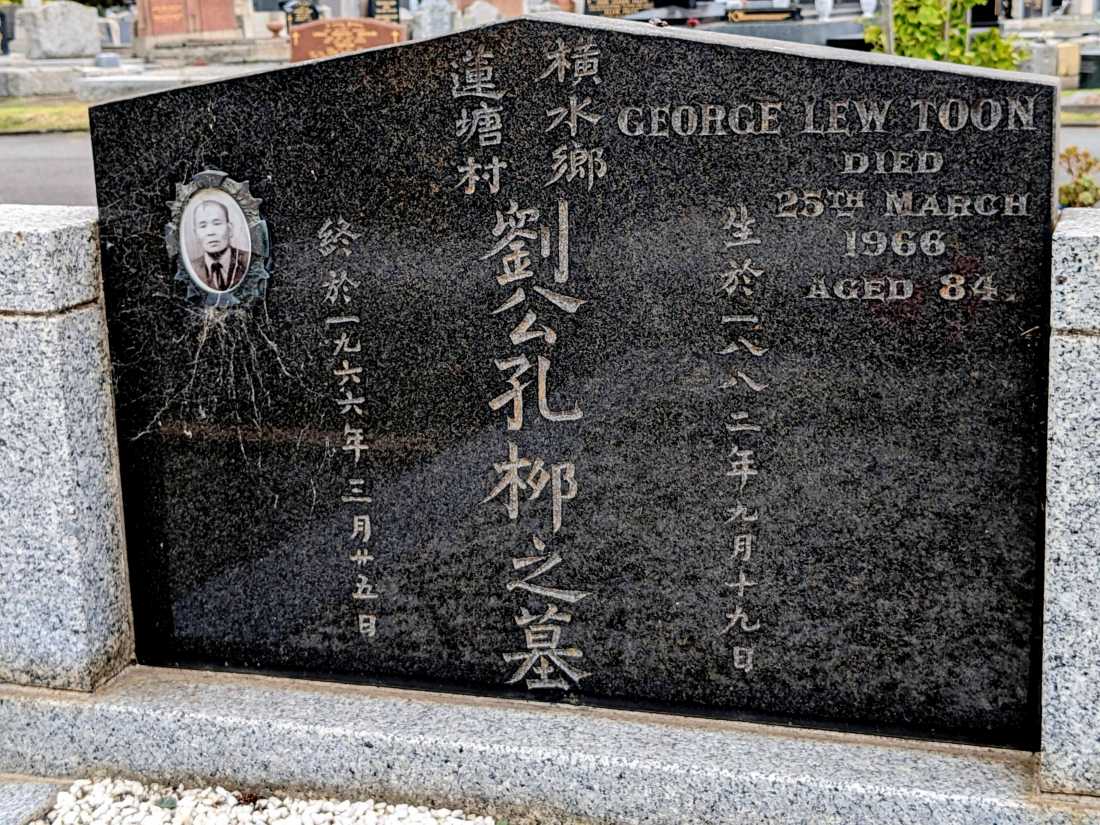 GEORGE LEW TOON
DIED
25TH MARCH
1966
AGED 84.
生於一八八二年九月十九日
橫水鄉
蓮塘村
劉公孔柳之墓
終於一九六六年三月廿五日